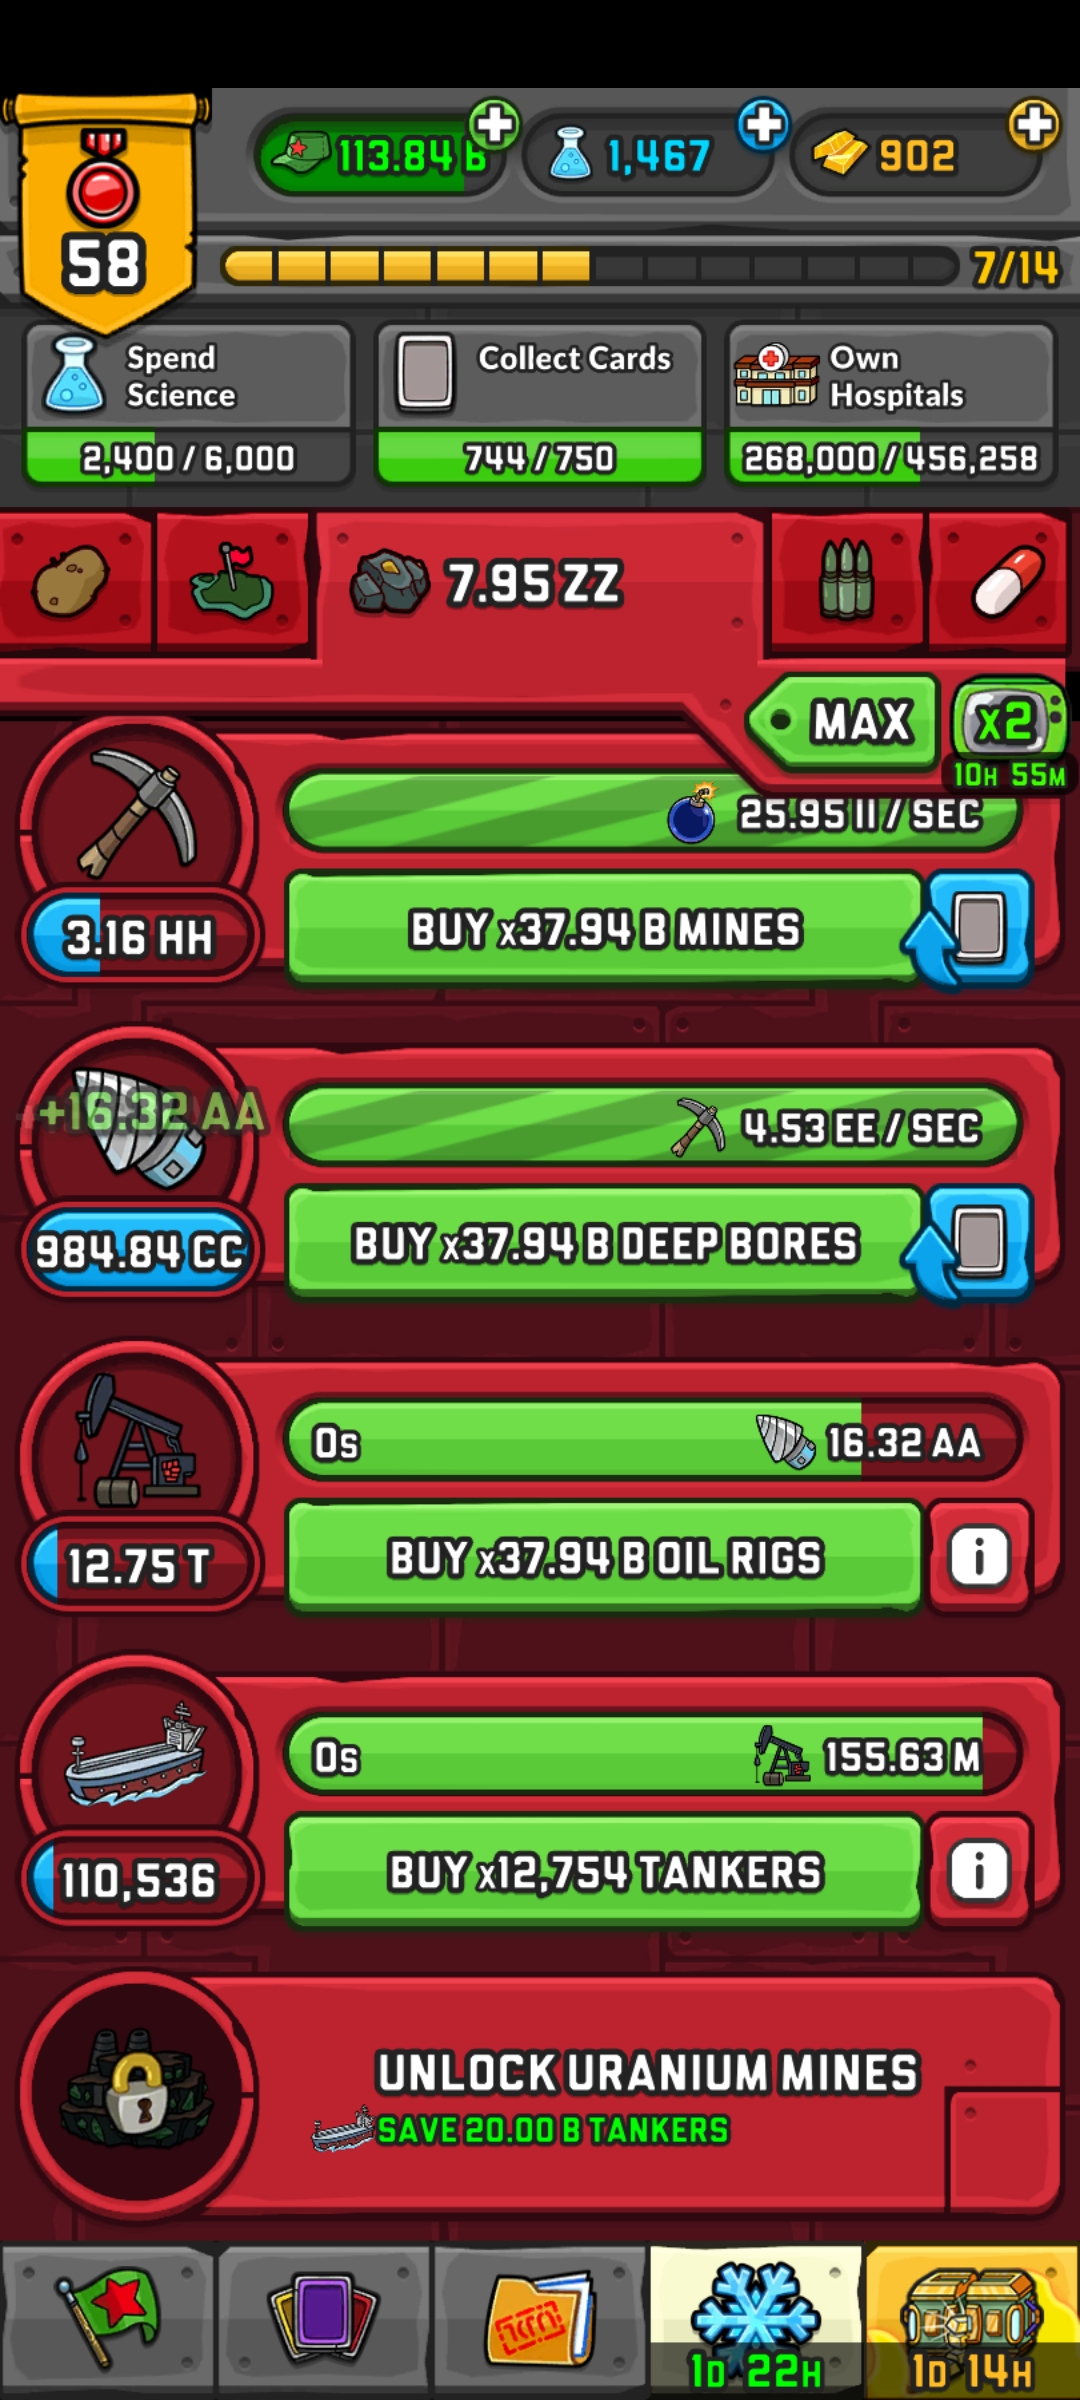 58
113.84 B
1,467
902
7/14
Spend
Science
2,400 / 6,000
Collect Cards
744 / 750
Own
Hospitals
268,000 / 456,258
7.95 ZZ
MAX
X2
10H 55M
25.95 II / SEC
3.16 HH
BUY x37.94 B MINES
+16.32 AA
4.53 EE / SEC
984.84 CC
BUY x37.94 B DEEP BORES
0s
16.32 AA
12.75 T
BUY x37.94 B OIL RIGS
i
0s
155.63 M
110,536
BUY x12,754 TANKERS
i
UNLOCK URANIUM MINES
SAVE 20.00 B TANKERS
1D 22H
1D 14H